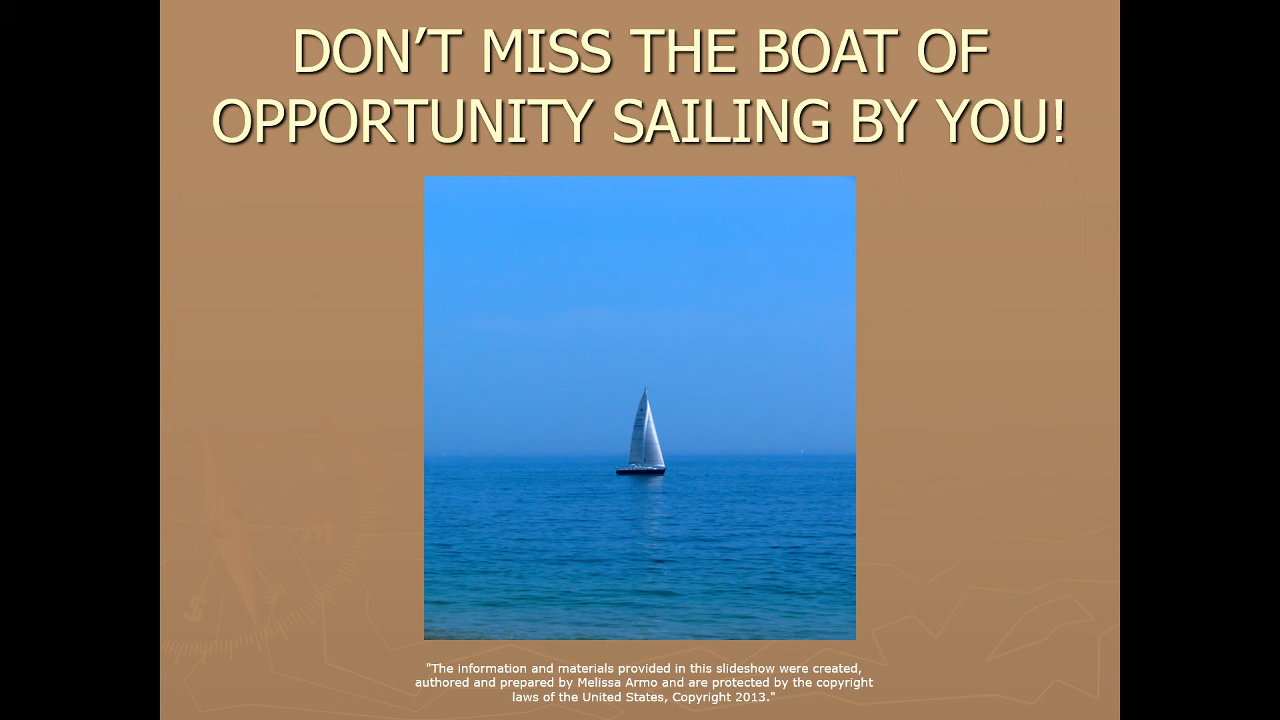 DON’T MISS THE BOAT OF
OPPORTUNITY SAILING BY YOU!
"The information and materials provided in this slideshow were created,
authored and prepared by Melissa Armo and are protected by the copyright
laws of the United States, Copyright 2013."